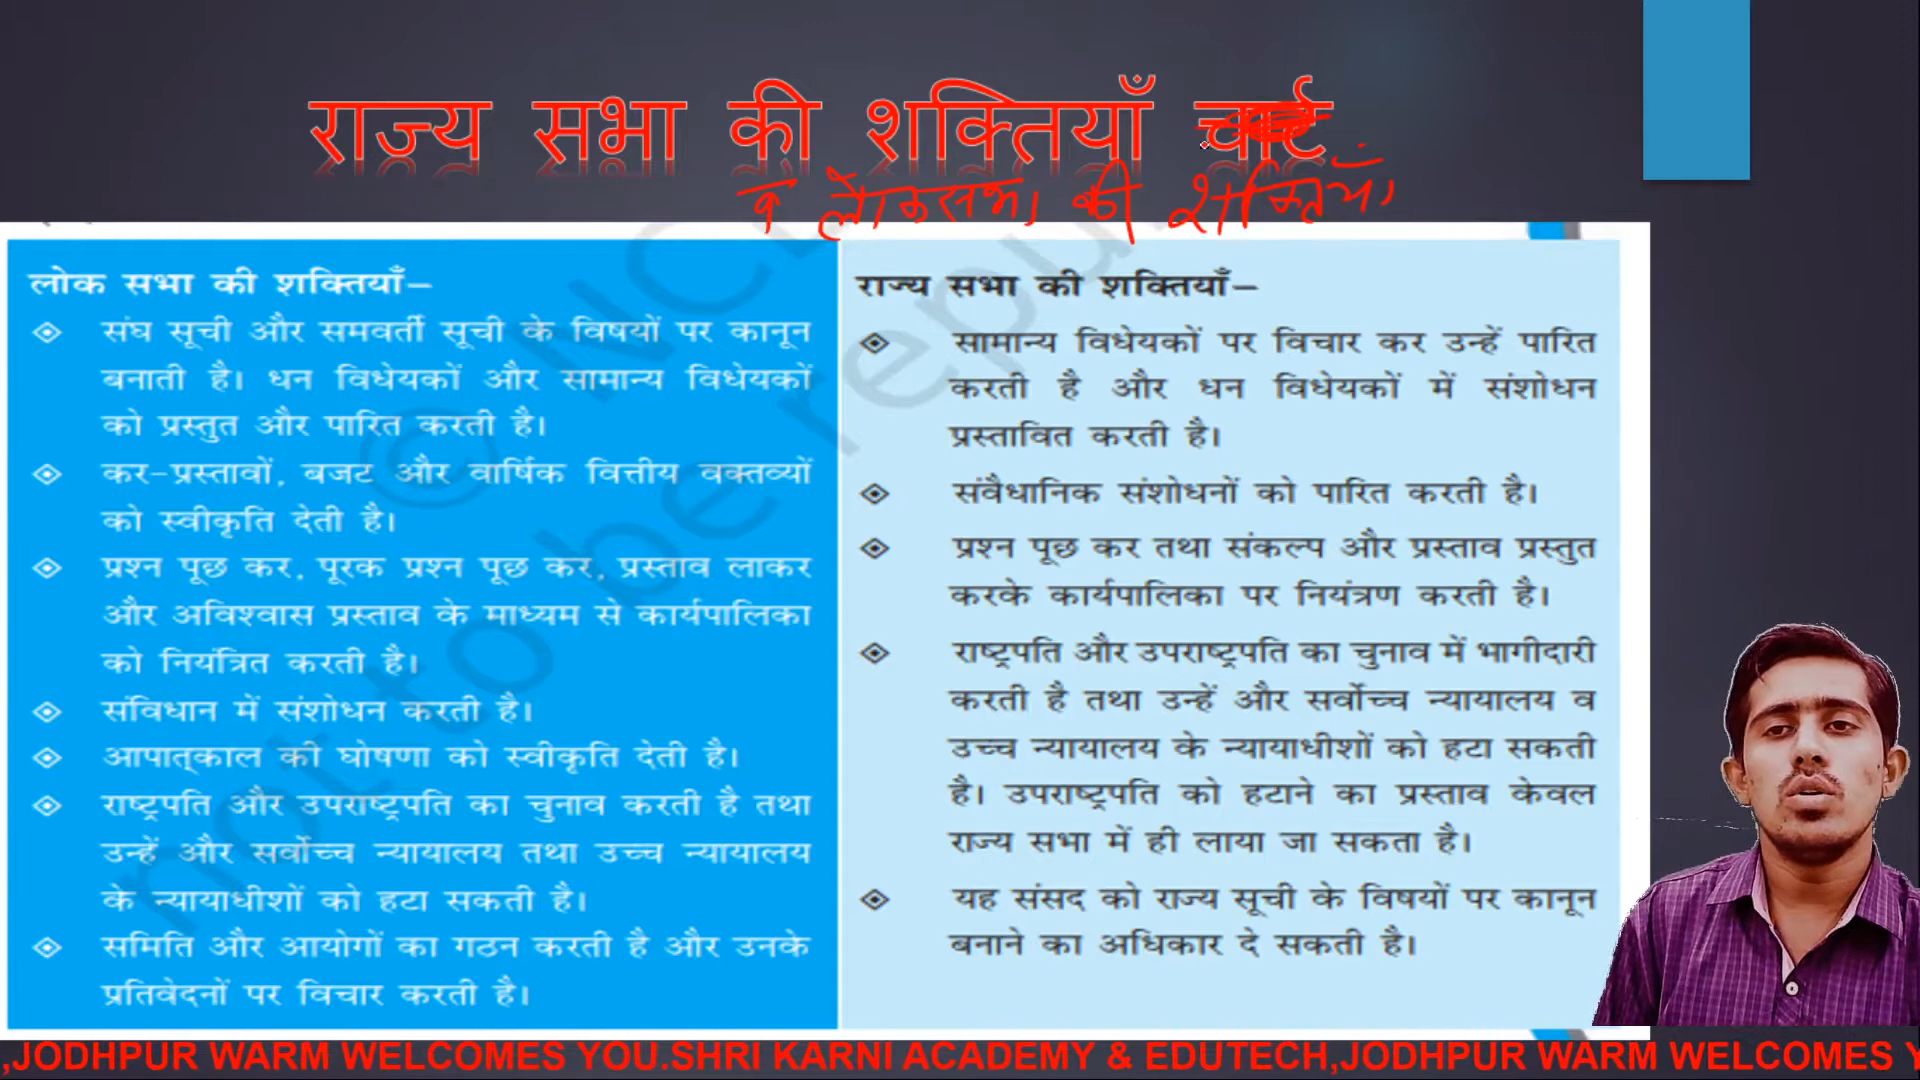 राज्य सभा की शक्तियाँ चार्ट
व लोकसभा की शक्तियां
लोक सभा की शक्तियाँ–
संघ सूची और समवर्ती सूची के विषयों पर कानून
बनाती है। धन विधेयकों और सामान्य विधेयकों
को प्रस्तुत और पारित करती है।
कर-प्रस्तावों, बजट और वार्षिक वित्तीय वक्तव्यों
को स्वीकृति देती है।
प्रश्न पूछ कर, पूरक प्रश्न पूछ कर, प्रस्ताव लाकर
और अविश्वास प्रस्ताव के माध्यम से कार्यपालिका
को नियंत्रित करती है।
संविधान में संशोधन करती है।
आपात्काल की घोषणा को स्वीकृति देती है।
राष्ट्रपति और उपराष्ट्रपति का चुनाव करती है तथा
उन्हें और सर्वोच्च न्यायालय तथा उच्च न्यायालय
के न्यायाधीशों को हटा सकती है।
समिति और आयोगों का गठन करती है और उनके
प्रतिवेदनों पर विचार करती है।
राज्य सभा की शक्तियाँ–
सामान्य विधेयकों पर विचार कर उन्हें पारित
करती है और धन विधेयकों में संशोधन
प्रस्तावित करती है।
संवैधानिक संशोधनों को पारित करती है।
प्रश्न पूछ कर तथा संकल्प और प्रस्ताव प्रस्तुत
करके कार्यपालिका पर नियंत्रण करती है।
राष्ट्रपति और उपराष्ट्रपति का चुनाव में भागीदारी
करती है तथा उन्हें और सर्वोच्च न्यायालय व
उच्च न्यायालय के न्यायाधीशों को हटा सकती
है। उपराष्ट्रपति को हटाने का प्रस्ताव केवल
राज्य सभा में ही लाया जा सकता है।
यह संसद को राज्य सूची के विषयों पर कानून
बनाने का अधिकार दे सकती है।
© NC
not to be repu
,JODHPUR WARM WELCOMES YOU.SHRI KARNI ACADEMY & EDUTECH,JODHPUR WARM WELCOMES Y